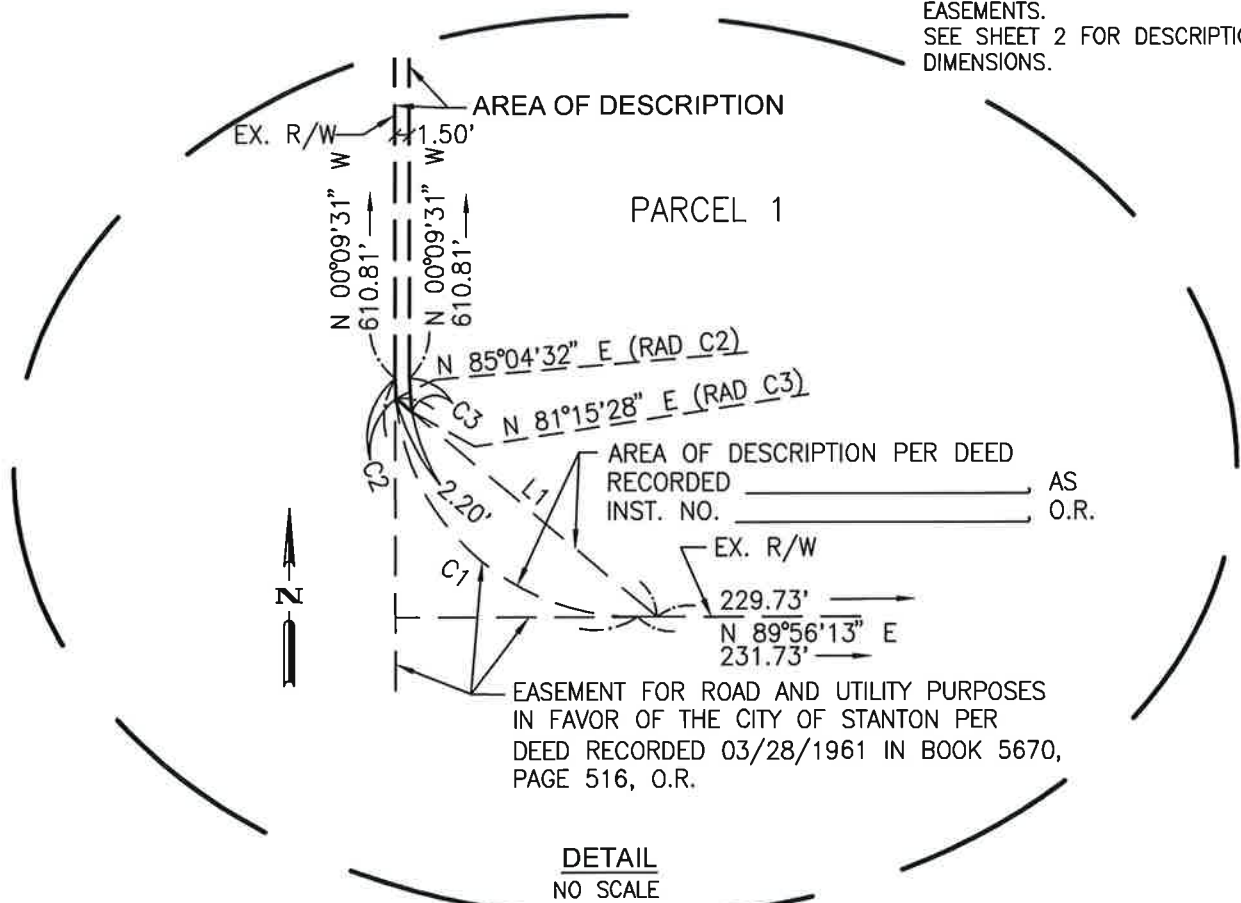 EASEMENTS.
SEE SHEET 2 FOR
DIMENSIONS.
AREA OF DESCRIPTION
EX. R/W
1.50'
N 00°09'31" W
610.81'
N 00°09'31" W
610.81'
PARCEL 1
N 85°04'32" E (RAD C2)
C3
N 81°15'28" E (RAD C3)
C2
2.20'
L1
C1
AREA OF DESCRIPTION PER DEED
RECORDED ____________________, AS
INST. NO. ____________________, O.R.
EX. R/W
229.73'
N 89°56'13" E
231.73'
N
EASEMENT FOR ROAD AND UTILITY PURPOSES
IN FAVOR OF THE CITY OF STANTON PER
DEED RECORDED 03/28/1961 IN BOOK 5670,
PAGE 516, O.R.
DETAIL
NO SCALE